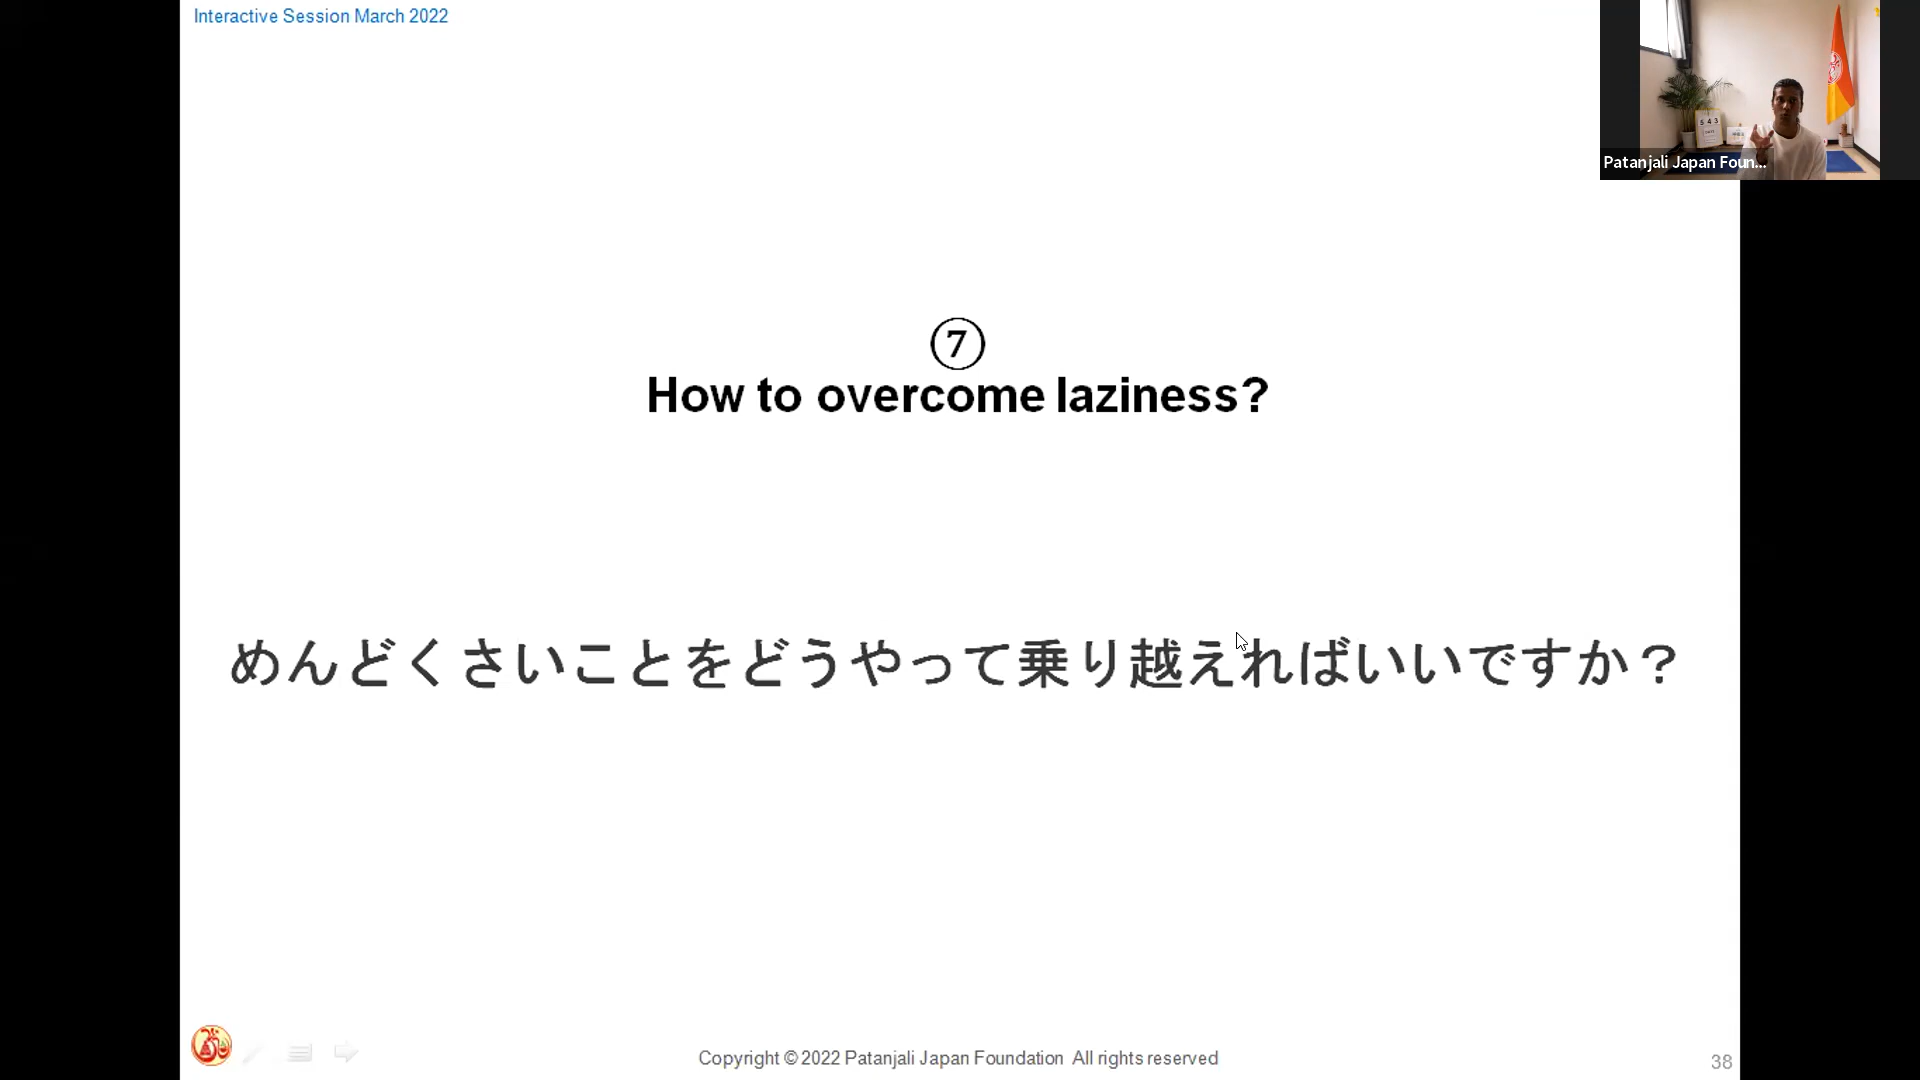 Interactive Session March 2022
Patanjali Japan Foun...
⑦
How to overcome laziness?
めんどくさいことをどうやって乗り越えればいいですか？
Copyright © 2022 Patanjali Japan Foundation All rights reserved
38